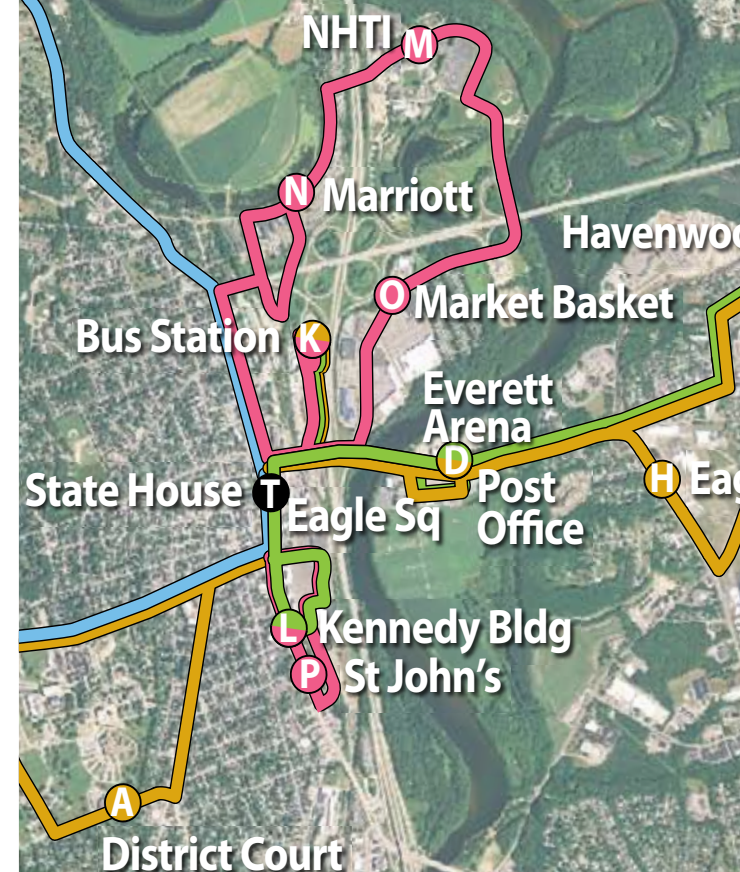 NHTI M
N Marriott
Havenwoo
O Market Basket
Bus Station K
Everett
Arena
D
State House T
Eagle Sq
Post
Office
H Eag
L Kennedy Bldg
P St John's
A
District Court